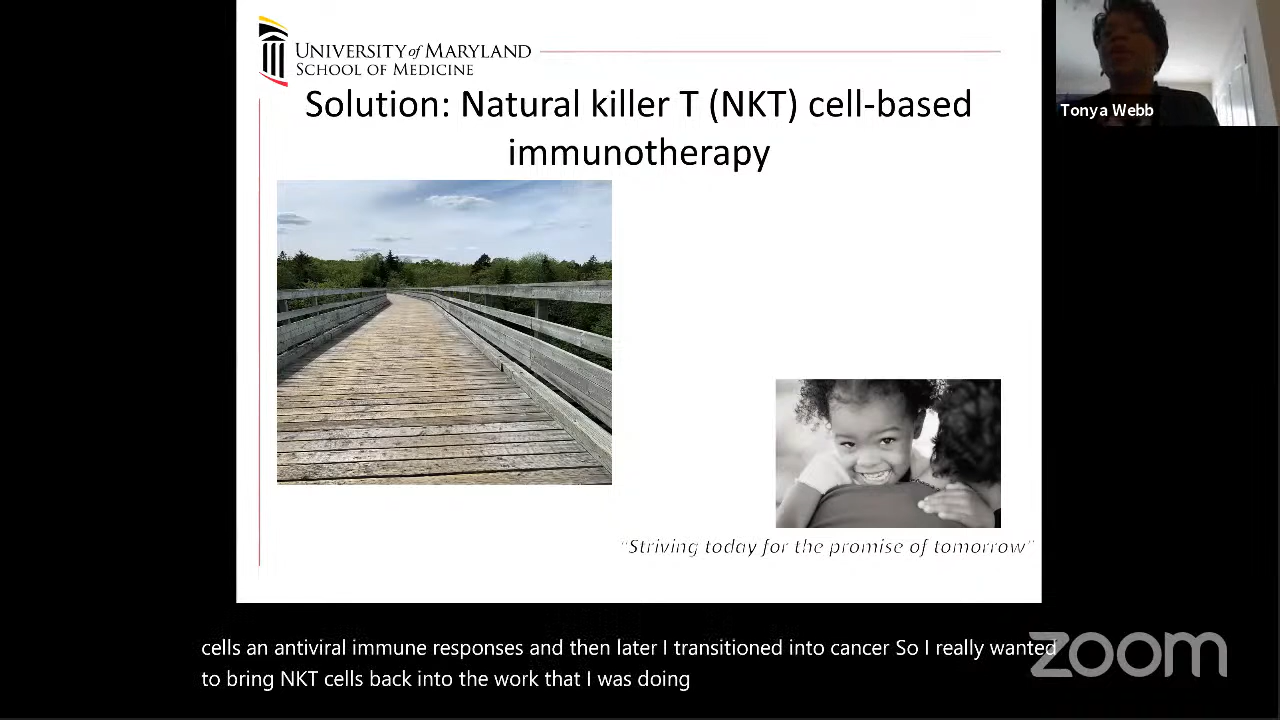 UNIVERSITY of MARYLAND
SCHOOL OF MEDICINE
Solution: Natural killer T (NKT) cell-based
immunotherapy
Tonya Webb
"Striving today for the promise of tomorrow"
cells an antiviral immune responses and then later I transitioned into cancer So I really wanted
to bring NKT cells back into the work that I was doing
zoom